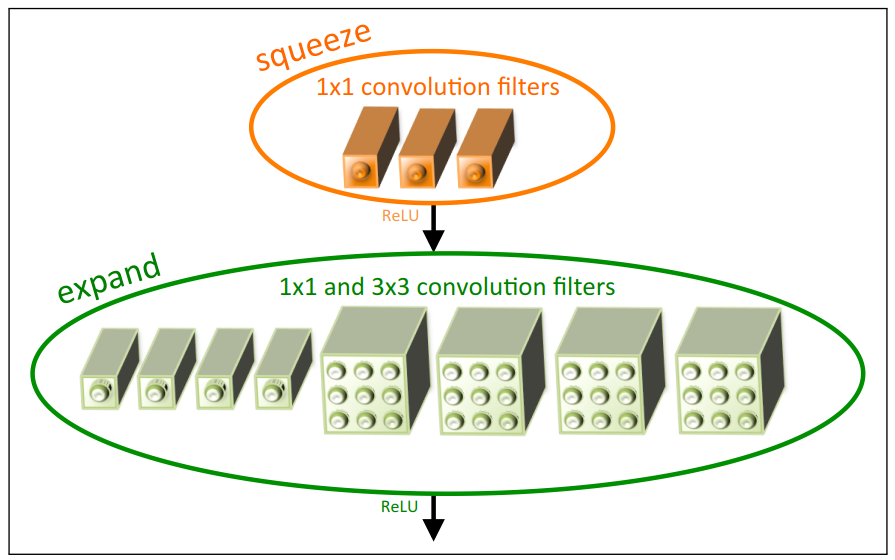 squeeze
1x1 convolution filters
ReLU
expand
1x1 and 3x3 convolution filters
ReLU